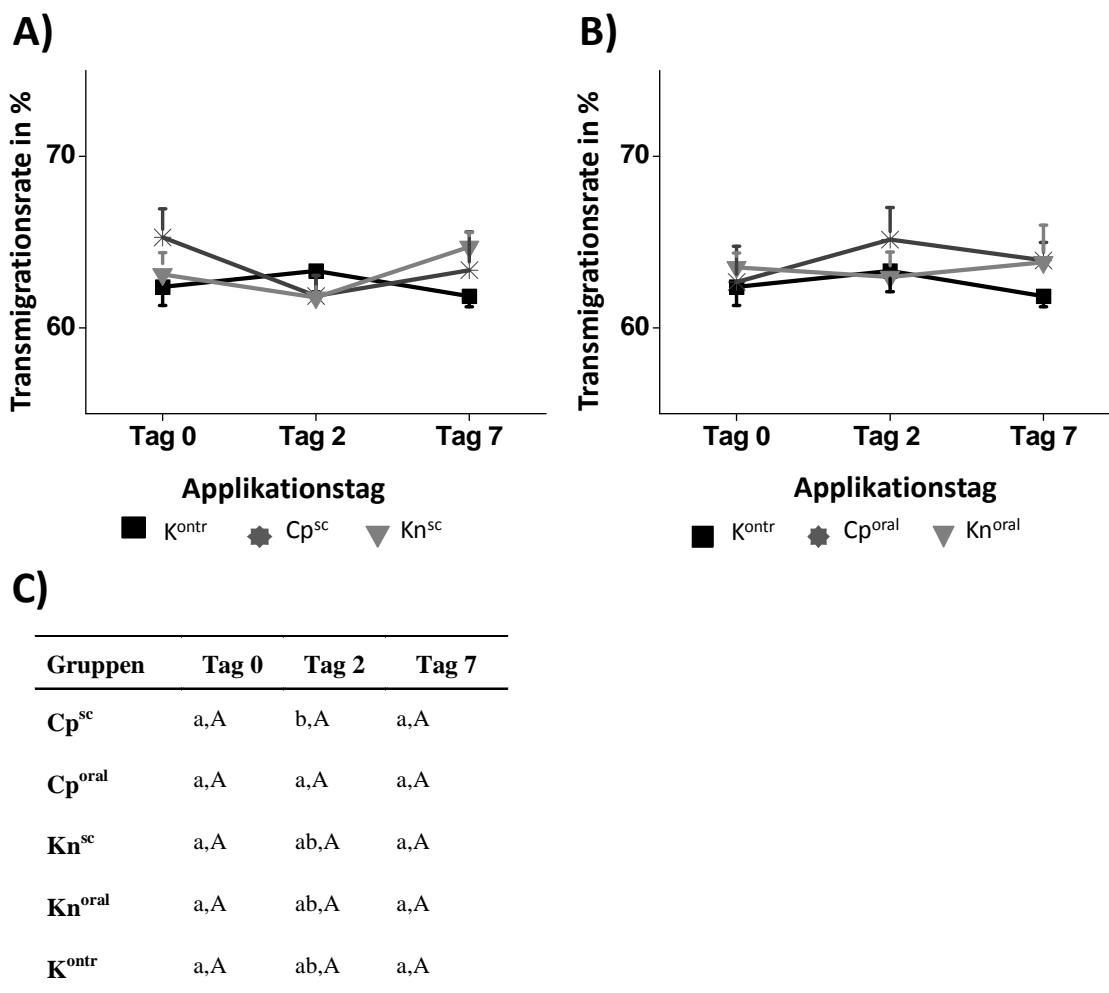 A)
Transmigrationsrate in %
70
60
Tag 0 Tag 2 Tag 7
Applikationstag
Kontr Cpsc Knsc
B)
Transmigrationsrate in %
70
60
Tag 0 Tag 2 Tag 7
Applikationstag
Kontr Cporal Knoral
C)
Gruppen Tag 0 Tag 2 Tag 7
Cpsc a,A b,A a,A
Cporal a,A a,A a,A
Knsc a,A ab,A a,A
Knoral a,A ab,A a,A
Kontr a,A ab,A a,A